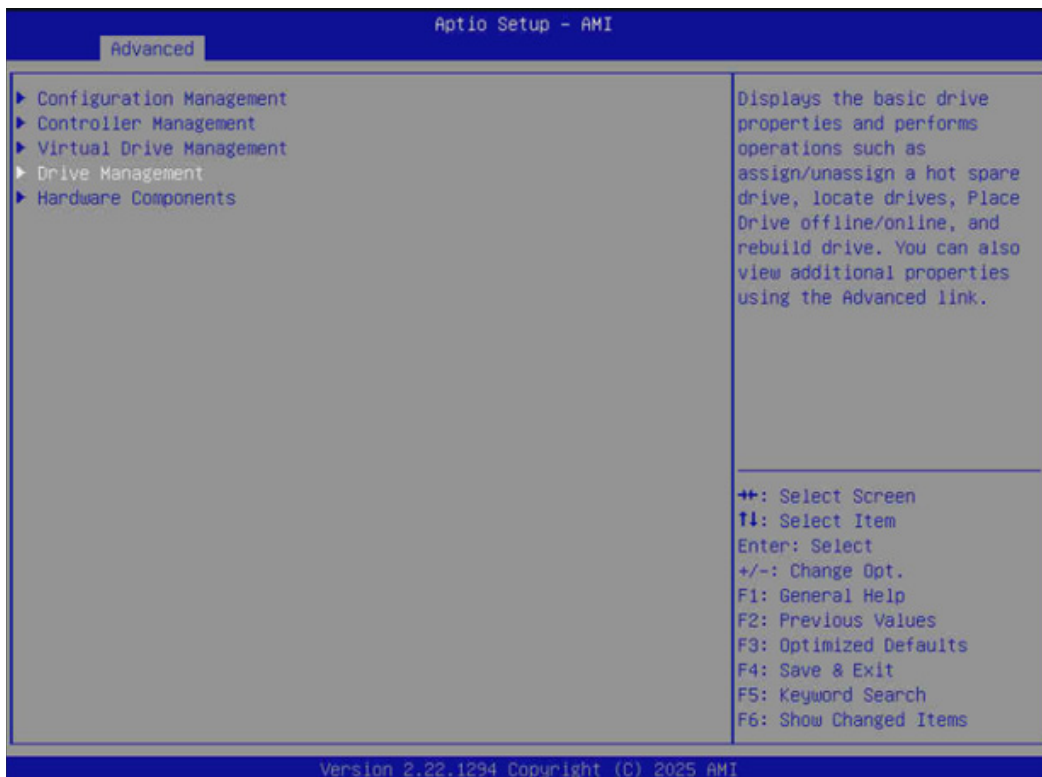 Aptio Setup - AMI
Advanced
Configuration Management
Controller Management
Virtual Drive Management
Drive Management
Hardware Components
Displays the basic drive
properties and performs
operations such as
assign/unassign a hot spare
drive, locate drives, Place
Drive offline/online, and
rebuild drive. You can also
view additional properties
using the Advanced link.
→←: Select Screen
↑↓: Select Item
Enter: Select
+/-: Change Opt.
F1: General Help
F2: Previous Values
F3: Optimized Defaults
F4: Save & Exit
F5: Keyword Search
F6: Show Changed Items
Version 2.22.1294 Copyright (C) 2025 AMI